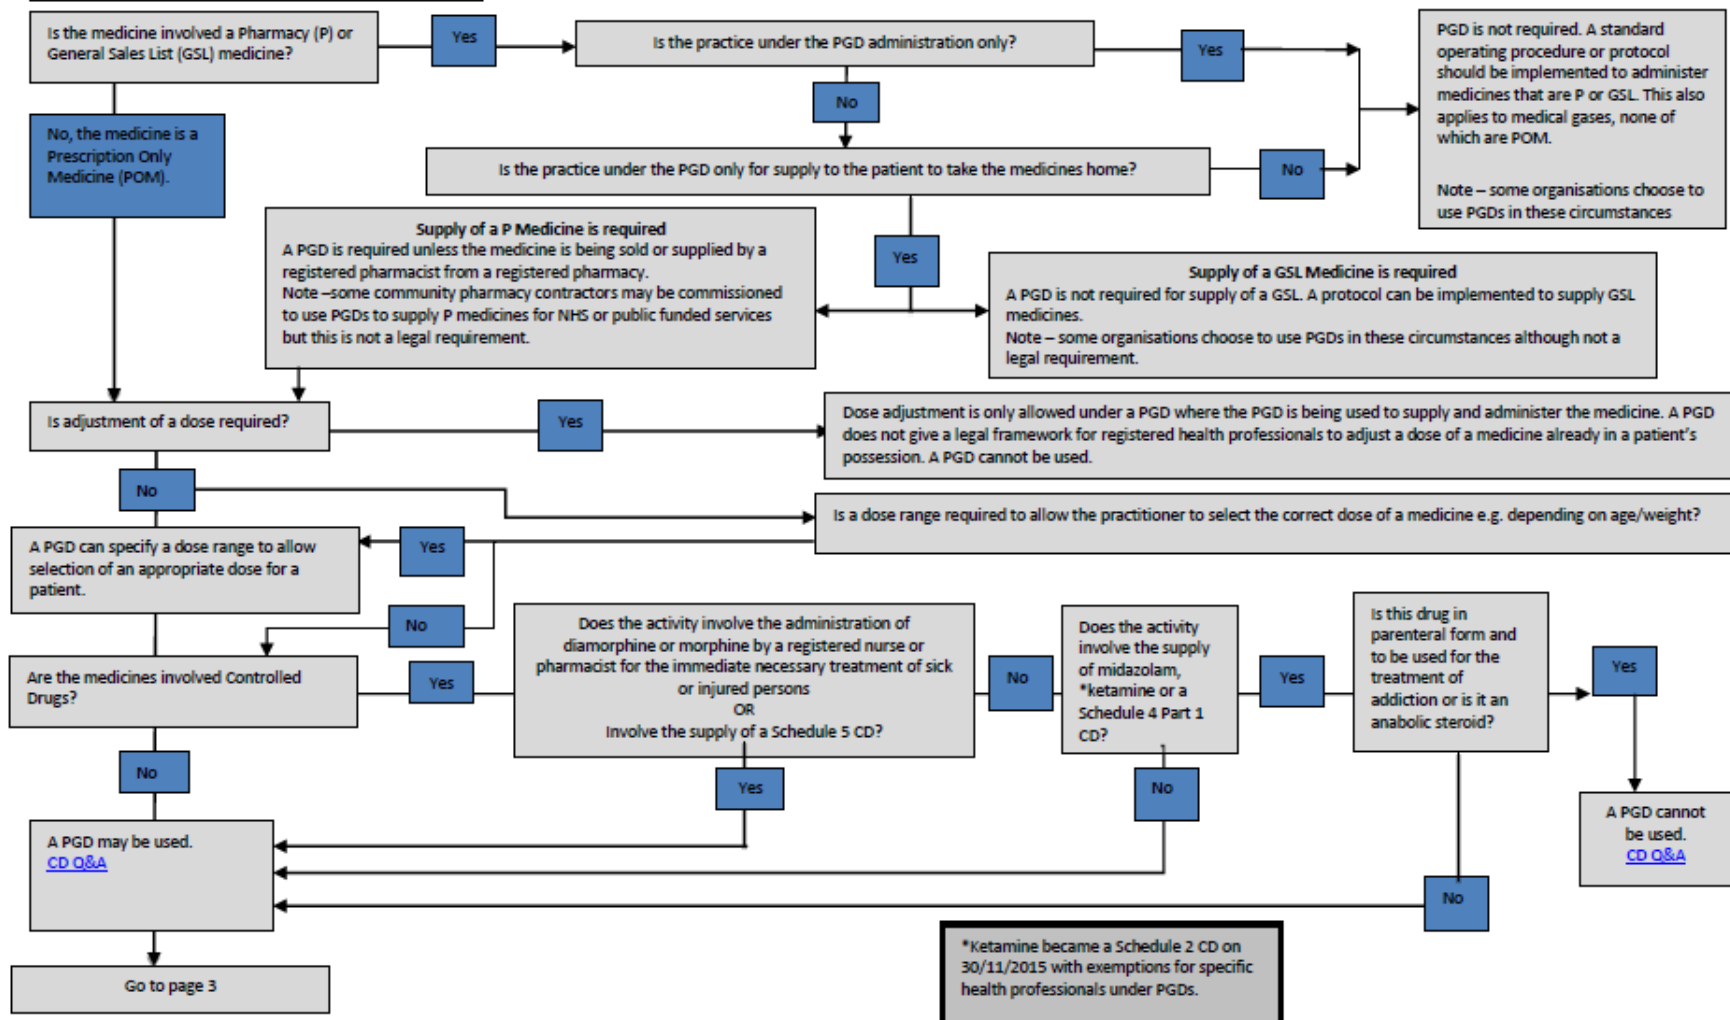 Is the medicine involved a Pharmacy (P) or
General Sales List (GSL) medicine?
Yes
Is the practice under the PGD administration only?
Yes
PGD is not required. A standard
operating procedure or protocol
should be implemented to administer
medicines that are P or GSL. This also
applies to medical gases, none of
which are POM.
Note – some organisations choose to
use PGDs in these circumstances
No
No, the medicine is a
Prescription Only
Medicine (POM).
Is the practice under the PGD only for supply to the patient to take the medicines home?
No
Supply of a P Medicine is required
A PGD is required unless the medicine is being sold or supplied by a
registered pharmacist from a registered pharmacy.
Note –some community pharmacy contractors may be commissioned
to use PGDs to supply P medicines for NHS or public funded services
but this is not a legal requirement.
Yes
Supply of a GSL Medicine is required
A PGD is not required for supply of a GSL. A protocol can be implemented to supply GSL
medicines.
Note – some organisations choose to use PGDs in these circumstances although not a
legal requirement.
Is adjustment of a dose required?
Yes
Dose adjustment is only allowed under a PGD where the PGD is being used to supply and administer the medicine. A PGD
does not give a legal framework for registered health professionals to adjust a dose of a medicine already in a patient's
possession. A PGD cannot be used.
No
Is a dose range required to allow the practitioner to select the correct dose of a medicine e.g. depending on age/weight?
A PGD can specify a dose range to allow
selection of an appropriate dose for a
patient.
Yes
No
Are the medicines involved Controlled
Drugs?
Yes
Does the activity involve the administration of
diamorphine or morphine by a registered nurse or
pharmacist for the immediate necessary treatment of sick
or injured persons
OR
Involve the supply of a Schedule 5 CD?
No
Does the activity
involve the supply
of midazolam,
*ketamine or a
Schedule 4 Part 1
CD?
Yes
Is this drug in
parenteral form and
to be used for the
treatment of
addiction or is it an
anabolic steroid?
Yes
No
Yes
No
A PGD may be used.
CD Q&A
A PGD cannot
be used.
CD Q&A
No
*Ketamine became a Schedule 2 CD on
30/11/2015 with exemptions for specific
health professionals under PGDs.
Go to page 3